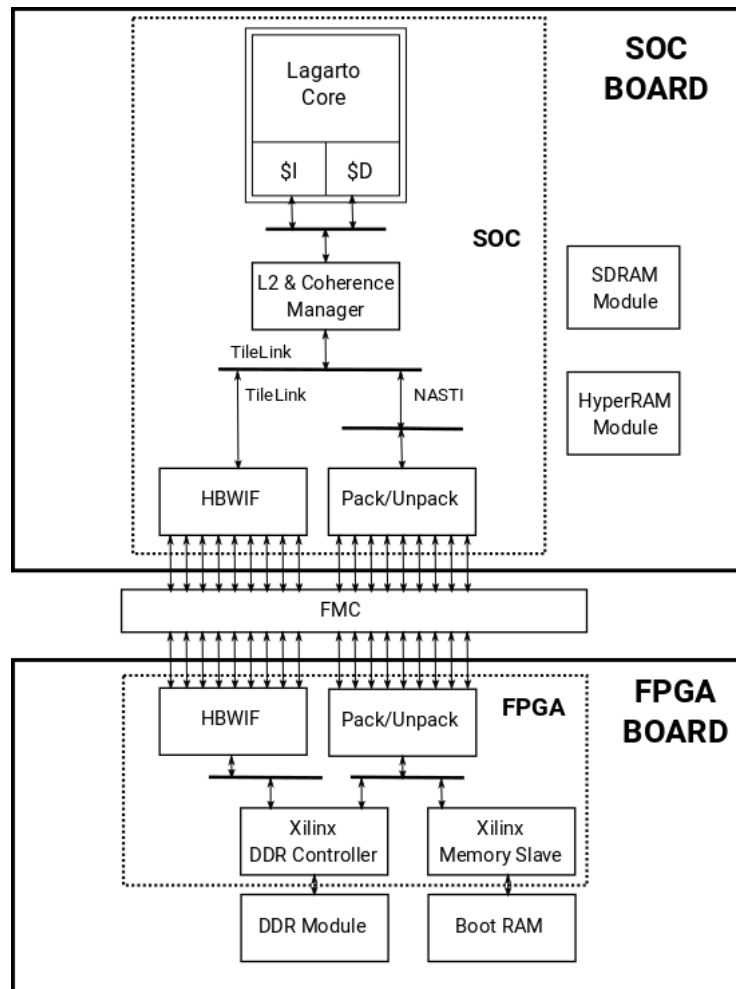 SOC
BOARD
Lagarto
Core
$I
$D
SOC
L2 & Coherence
Manager
SDRAM
Module
TileLink
TileLink
NASTI
HyperRAM
Module
HBWIF
Pack/Unpack
FMC
FPGA
BOARD
HBWIF
Pack/Unpack
FPGA
Xilinx
DDR Controller
Xilinx
Memory Slave
DDR Module
Boot RAM